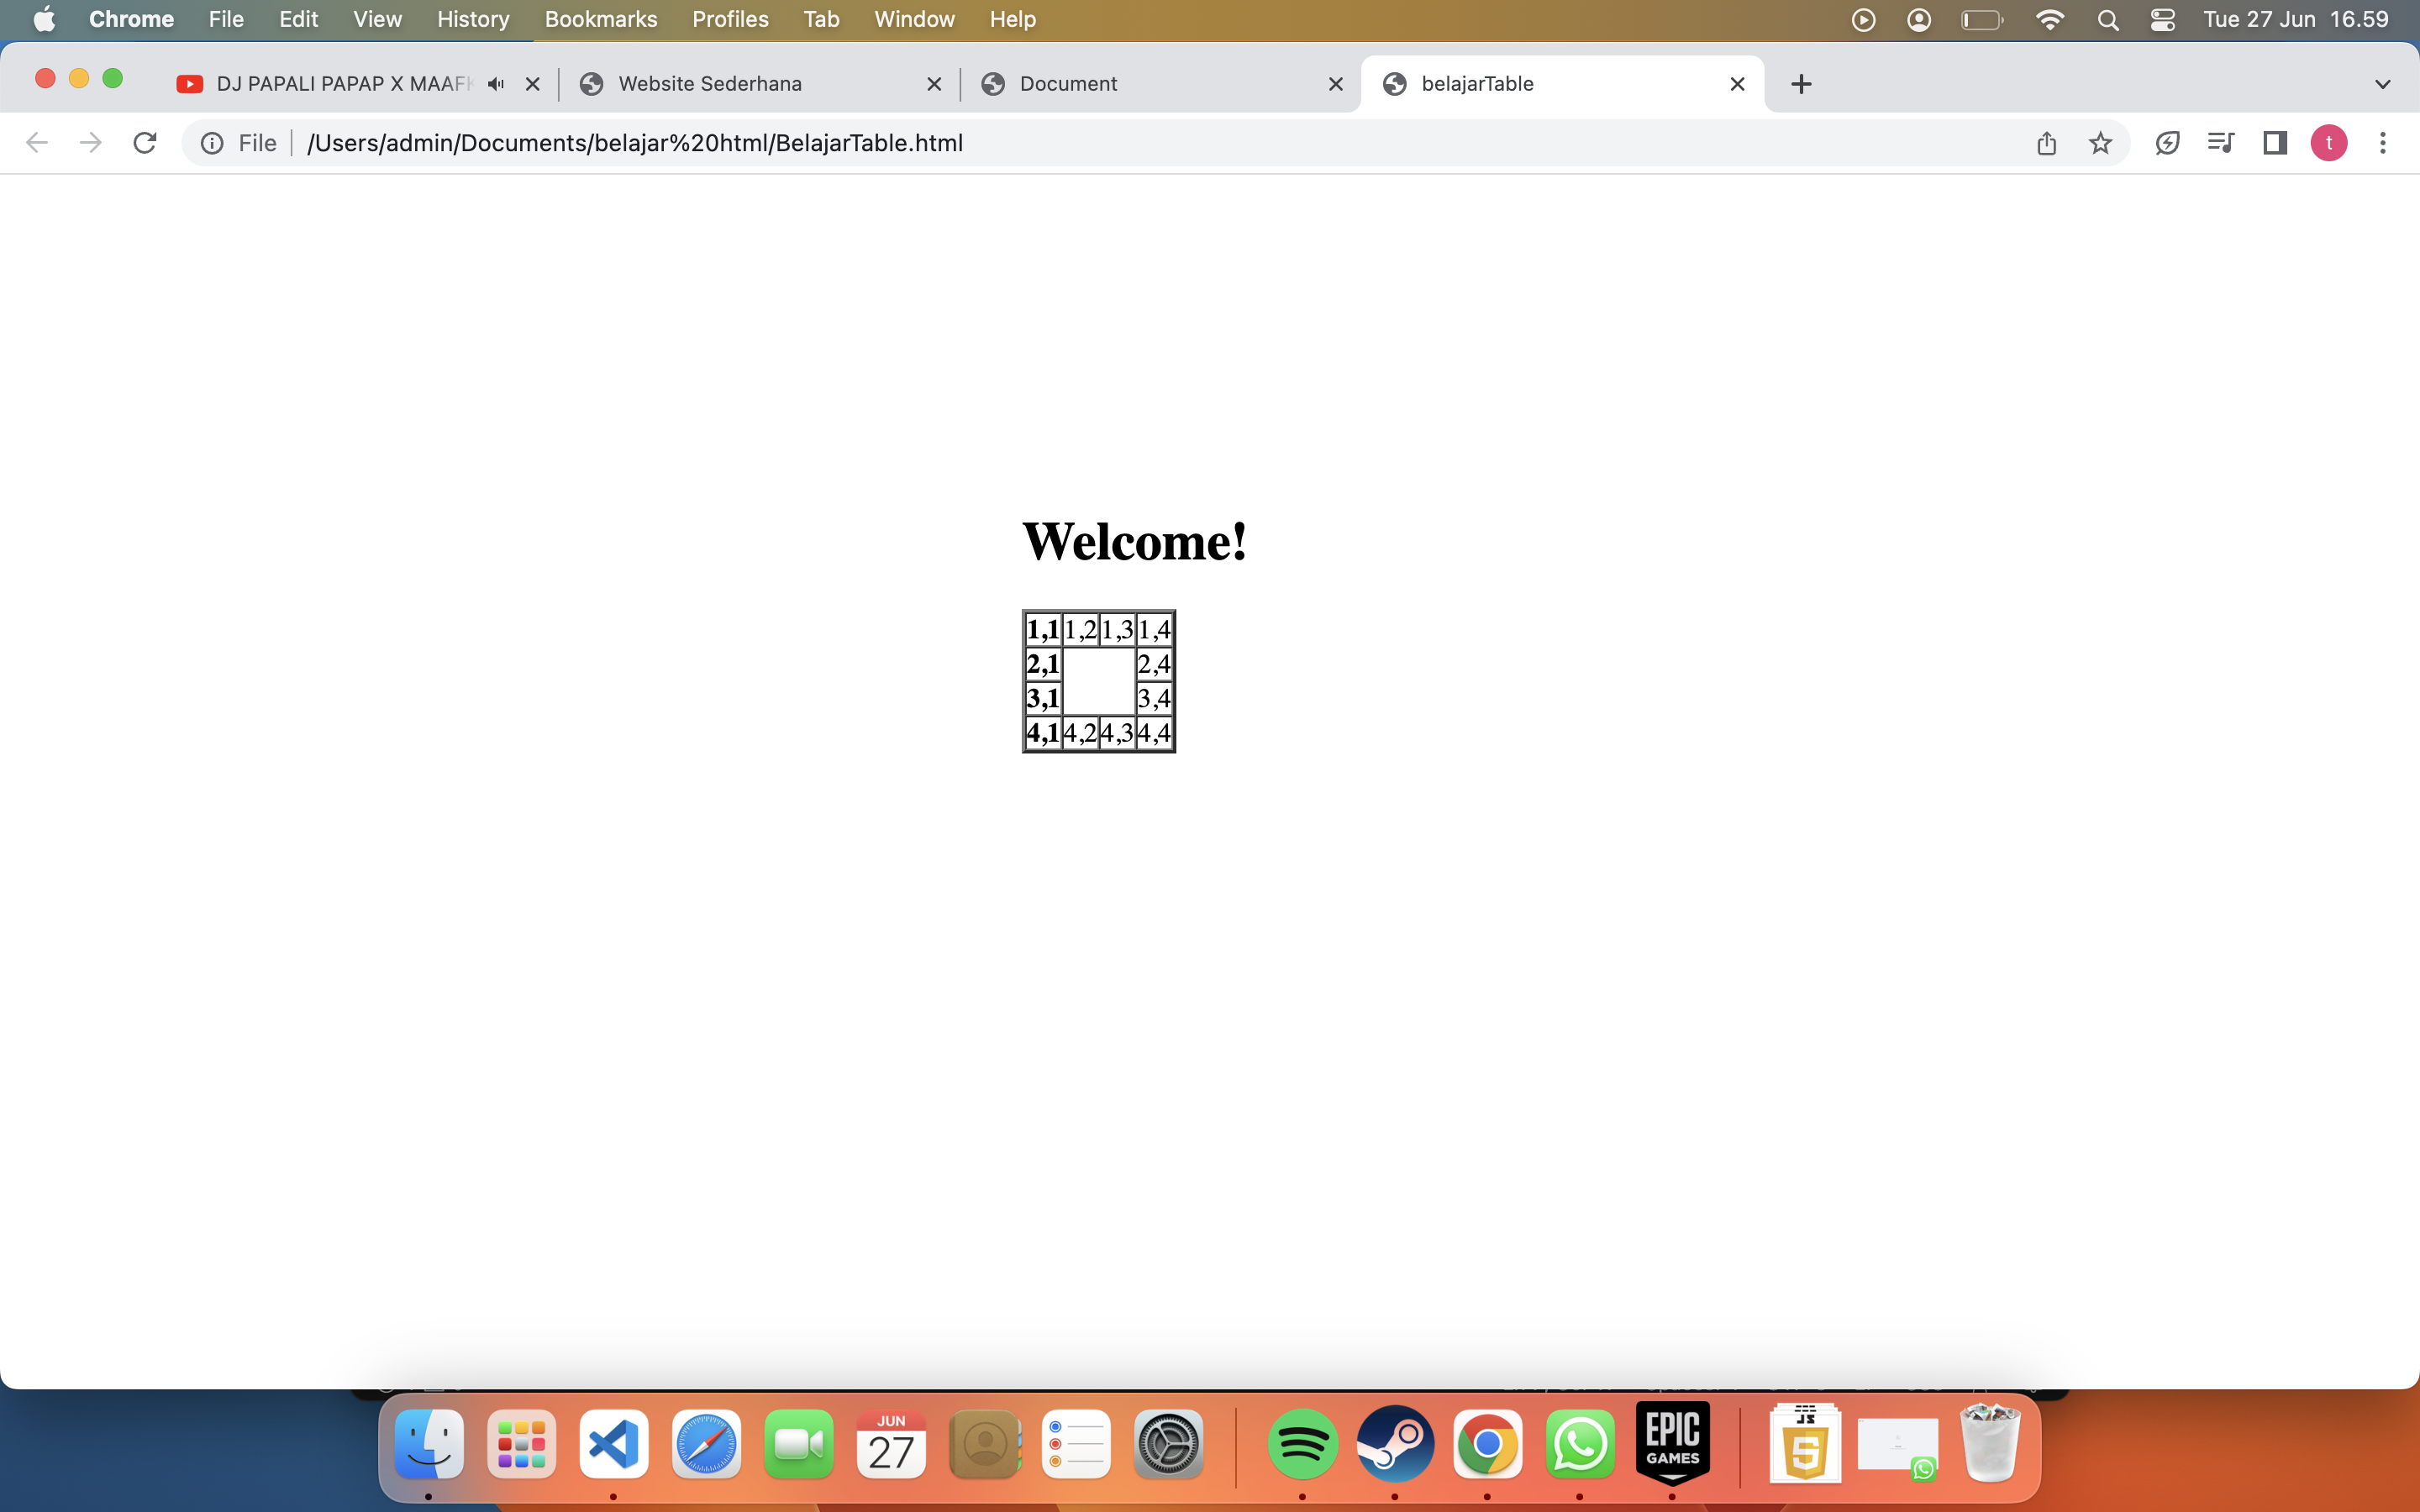 Chrome File Edit View History Bookmarks Profiles Tab Window Help Tue 27 Jun 16.59
DJ PAPALI PAPAP X MAAF Website Sederhana Document belajarTable
File /Users/admin/Documents/belajar%20html/BelajarTable.html t
Welcome!
1,1 1,2 1,3 1,4
2,1 2,4
3,1 3,4
4,1 4,2 4,3 4,4
JUN
27
EPIC
GAMES
JS
5